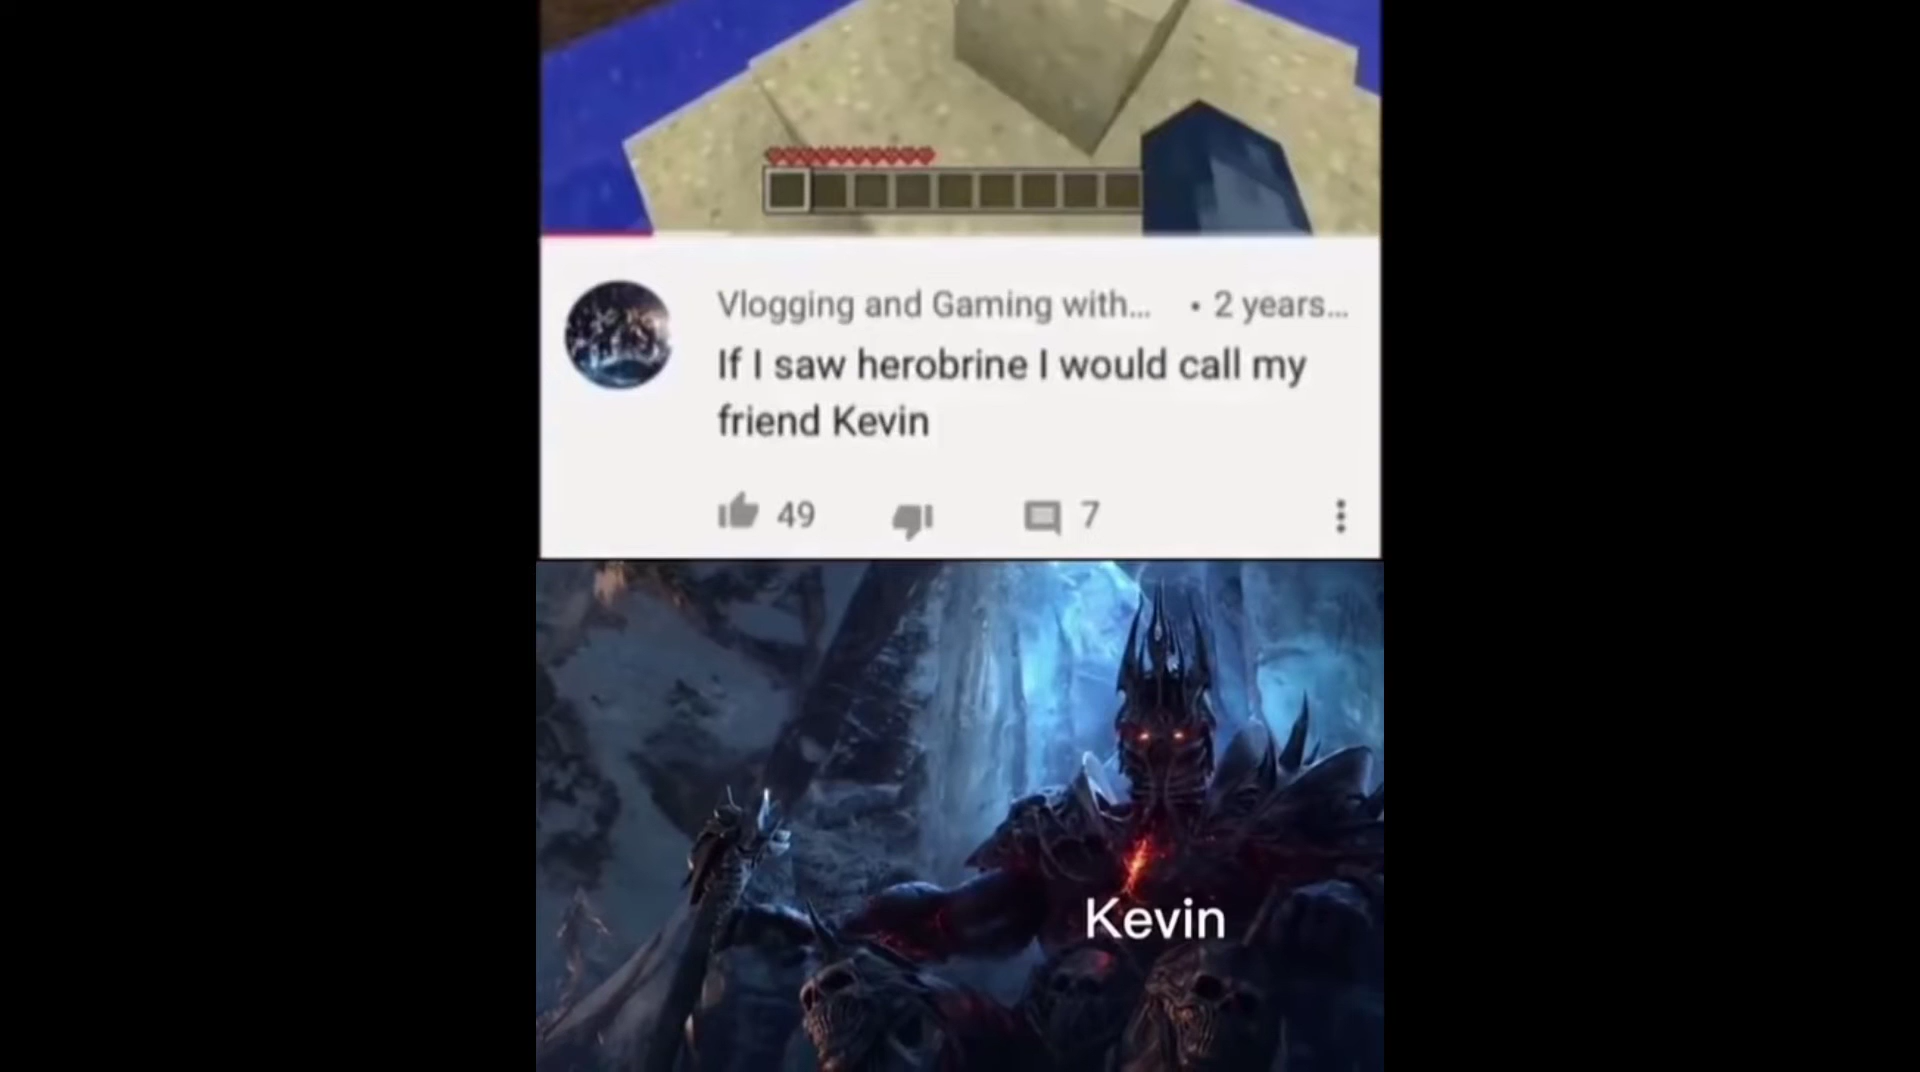 Vlogging and Gaming with... • 2 years...
If I saw herobrine I would call my
friend Kevin
49 7
Kevin